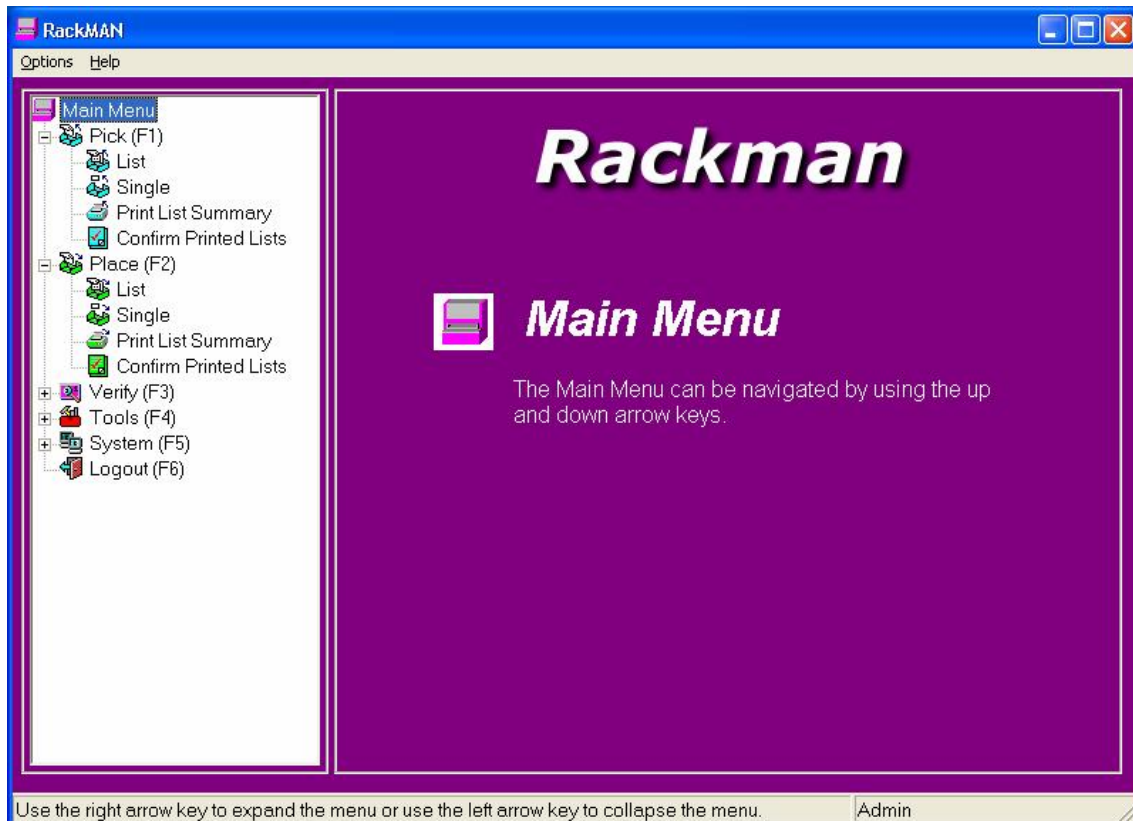 RackMAN
Options Help
Main Menu
Pick (F1)
List
Single
Print List Summary
Confirm Printed Lists
Place (F2)
List
Single
Print List Summary
Confirm Printed Lists
Verify (F3)
Tools (F4)
System (F5)
Logout (F6)
Rackman
Main Menu
The Main Menu can be navigated by using the up
and down arrow keys.
Use the right arrow key to expand the menu or use the left arrow key to collapse the menu.
Admin